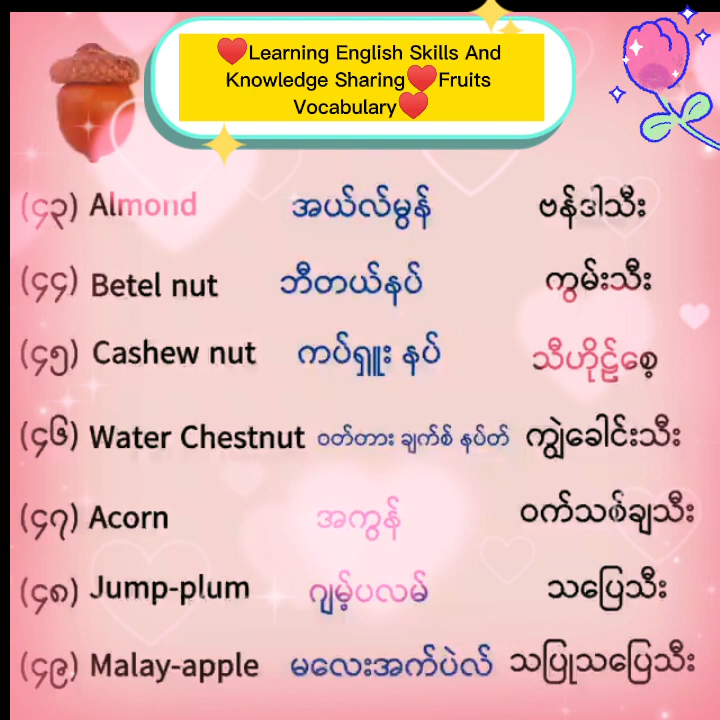 ❤️Learning English Skills And
Knowledge Sharing❤️Fruits
Vocabulary❤️
(၄၃) Almond အယ်လ်မွန် ဗန်ဒါသီး
(၄၄) Betel nut ဘီတယ်နပ် ကွမ်းသီး
(၄၅) Cashew nut ကပ်ရှူး နပ် သီဟိုဠ်စေ့
(၄၆) Water Chestnut ဝတ်တား ချက်စ် နပ်တ် ကျွဲခေါင်းသီး
(၄၇) Acorn အကွန် ဝက်သစ်ချသီး
(၄၈) Jump-plum ဂျမ့်ပလမ် သပြေသီး
(၄၉) Malay-apple မလေးအက်ပဲလ် သပြုသပြေသီး